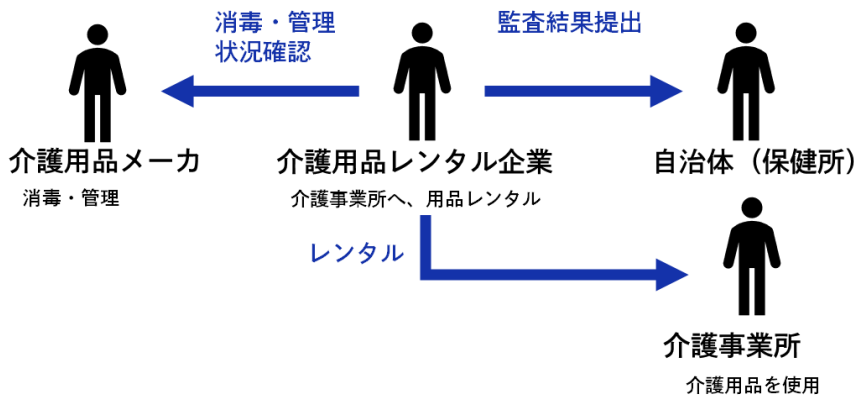 消毒・管理
状況確認
監査結果提出
介護用品メーカ
消毒・管理
介護用品レンタル企業
介護事業所へ、用品レンタル
自治体（保健所）
レンタル
介護事業所
介護用品を使用